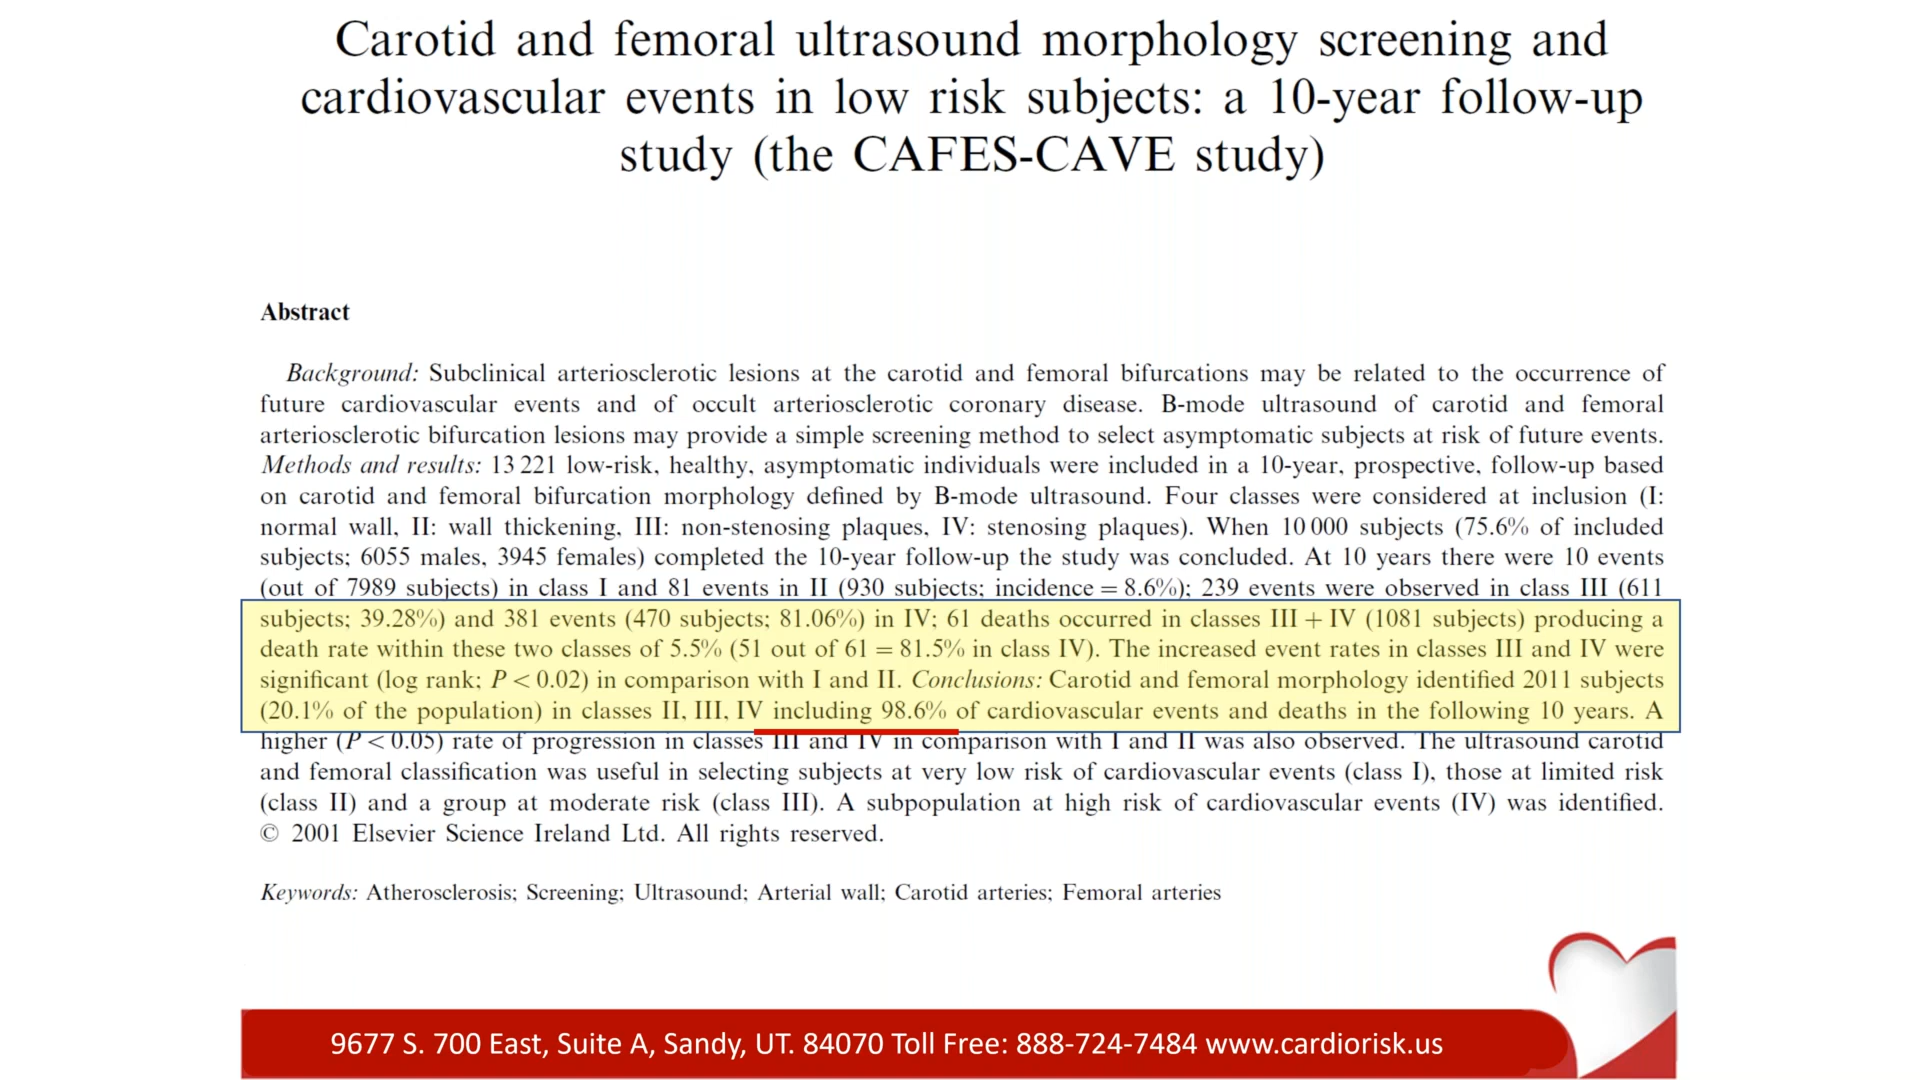 Carotid and femoral ultrasound morphology screening and
cardiovascular events in low risk subjects: a 10-year follow-up
study (the CAFES-CAVE study)
Abstract
Background: Subclinical arteriosclerotic lesions at the carotid and femoral bifurcations may be related to the occurrence of
future cardiovascular events and of occult arteriosclerotic coronary disease. B-mode ultrasound of carotid and femoral
arteriosclerotic bifurcation lesions may provide a simple screening method to select asymptomatic subjects at risk of future events.
Methods and results: 13 221 low-risk, healthy, asymptomatic individuals were included in a 10-year, prospective, follow-up based
on carotid and femoral bifurcation morphology defined by B-mode ultrasound. Four classes were considered at inclusion (I:
normal wall, II: wall thickening, III: non-stenosing plaques, IV: stenosing plaques). When 10 000 subjects (75.6% of included
subjects; 6055 males, 3945 females) completed the 10-year follow-up the study was concluded. At 10 years there were 10 events
(out of 7989 subjects) in class I and 81 events in II (930 subjects; incidence = 8.6%); 239 events were observed in class III (611
subjects; 39.28%) and 381 events (470 subjects; 81.06%) in IV; 61 deaths occurred in classes III + IV (1081 subjects) producing a
death rate within these two classes of 5.5% (51 out of 61 = 81.5% in class IV). The increased event rates in classes III and IV were
significant (log rank; P < 0.02) in comparison with I and II. Conclusions: Carotid and femoral morphology identified 2011 subjects
(20.1% of the population) in classes II, III, IV including 98.6% of cardiovascular events and deaths in the following 10 years. A
higher (P < 0.05) rate of progression in classes III and IV in comparison with I and II was also observed. The ultrasound carotid
and femoral classification was useful in selecting subjects at very low risk of cardiovascular events (class I), those at limited risk
(class II) and a group at moderate risk (class III). A subpopulation at high risk of cardiovascular events (IV) was identified.
© 2001 Elsevier Science Ireland Ltd. All rights reserved.
Keywords: Atherosclerosis; Screening; Ultrasound; Arterial wall; Carotid arteries; Femoral arteries
9677 S. 700 East, Suite A, Sandy, UT. 84070 Toll Free: 888-724-7484 www.cardiorisk.us